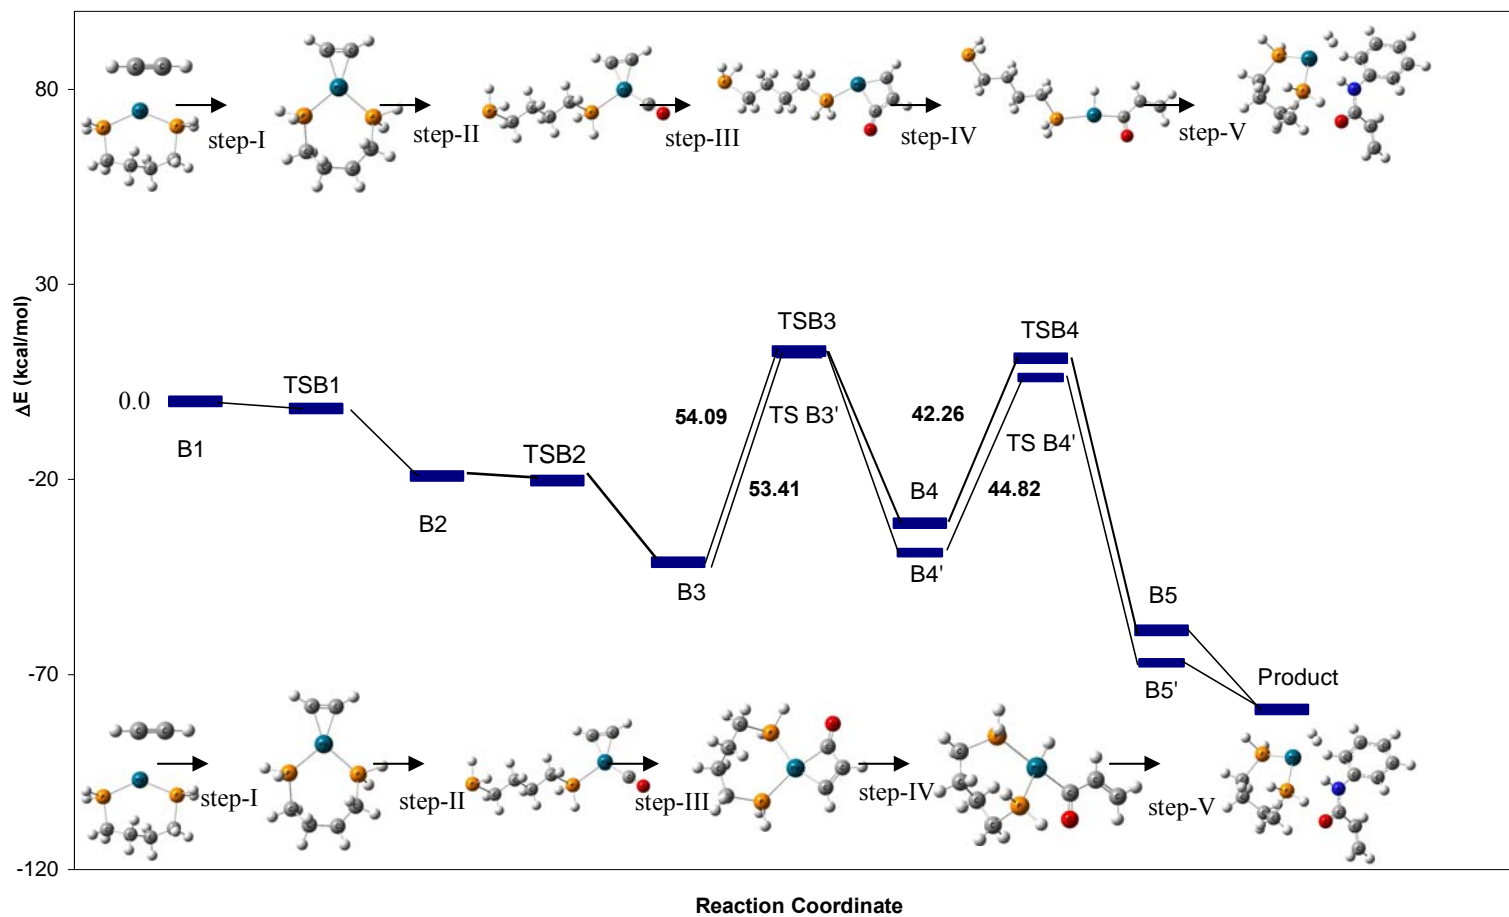 80
step-I
step-II
step-III
step-IV
step-V
30
ΔE (kcal/mol)
TSB3
TSB4
0.0
TSB1
B1
54.09
TS B3'
42.26
TS B4'
-20
TSB2
B2
53.41
B4
44.82
B3
B4'
B5
-70
B5'
Product
step-I
step-II
step-III
step-IV
step-V
-120
Reaction Coordinate